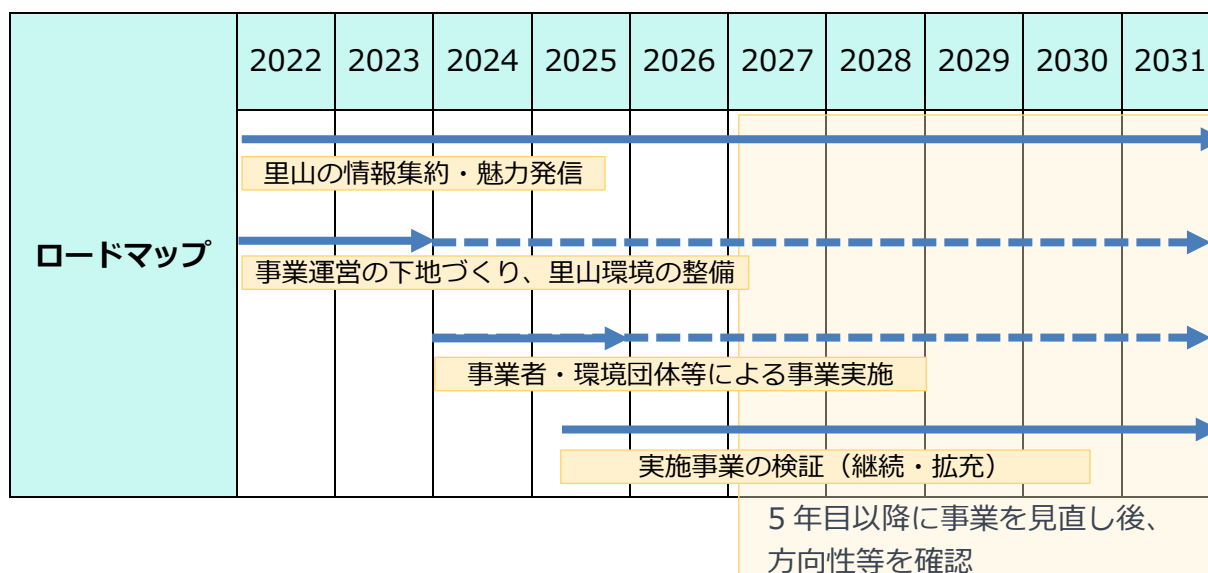 2022 2023 2024 2025 2026 2027 2028 2029 2030 2031
里山の情報集約・魅力発信
ロードマップ
事業運営の下地づくり、里山環境の整備
事業者・環境団体等による事業実施
実施事業の検証（継続・拡充）
5年目以降に事業を見直し後、
方向性等を確認